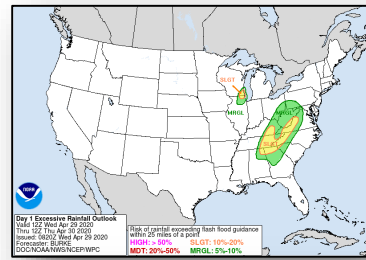 SLGT
MRGL
MRGL
SLGT
noaa
Day 1 Excessive Rainfall Outlook
Valid 12Z Wed Apr 29 2020
Thru 12Z Thu Apr 30 2020
Issued: 0820Z Wed Apr 29 2020
Forecaster: BURKE
DOC/NOAA/NWS/NCEP/WPC
Risk of rainfall exceeding flash flood guidance
within 25 miles of a point
HIGH: > 50% SLGT: 10%-20%
MDT: 20%-50% MRGL: 5%-10%